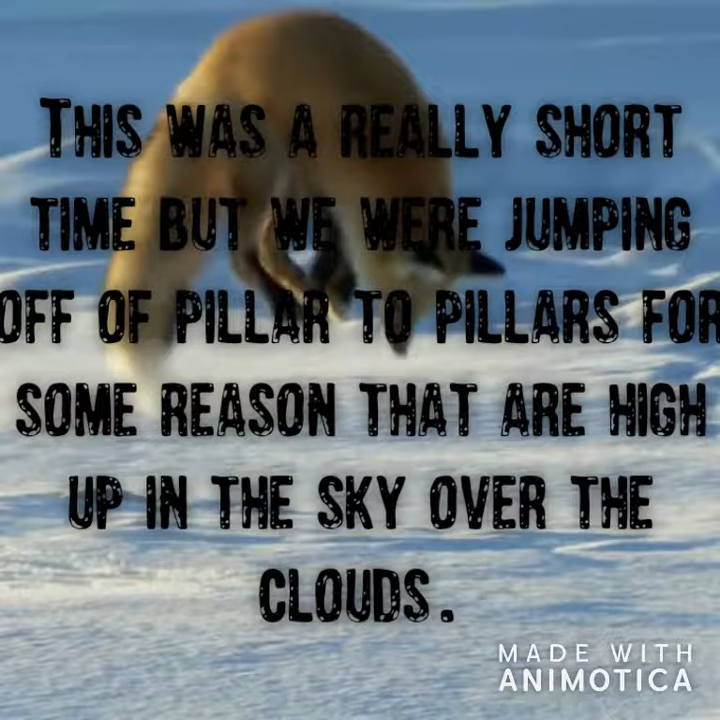 This was a really short
time but we were jumping
off of pillar to pillars for
some reason that are high
up in the sky over the
clouds.
MADE WITH
ANIMOTICA